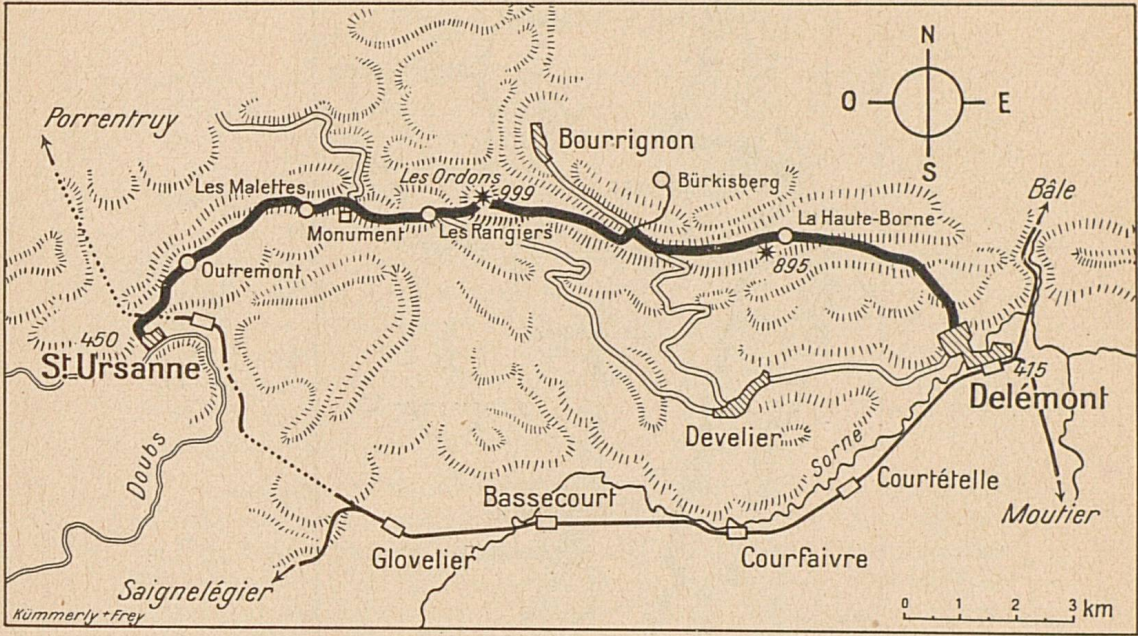 N
O
E
S
Porrentruy
Bourrignon
Les Malettes
Les Ordons
999
Bürkisberg
Bâle
Monument
Les Rangiers
La Haute-Borne
895
Outremont
450
St. Ursanne
415
Delémont
Develier
Doubs
Sorne
Courtételle
Bassecourt
Moutier
Glovelier
Courfaivre
Saignelégier
Kümmerly+Frey
0 1 2 3 km